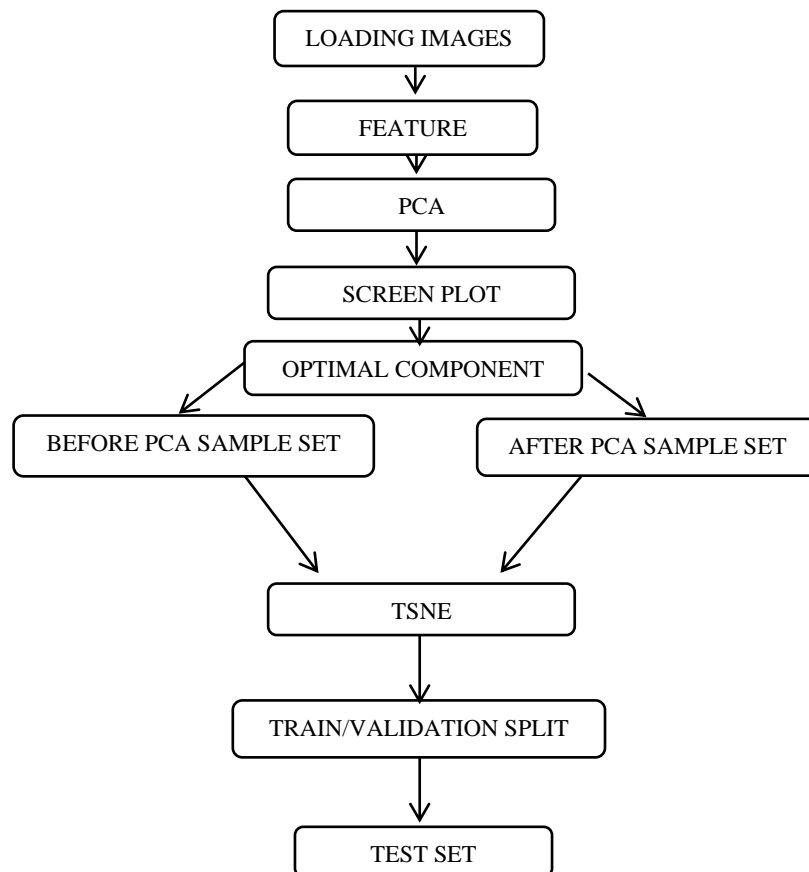 LOADING IMAGES
FEATURE
PCA
SCREEN PLOT
OPTIMAL COMPONENT
BEFORE PCA SAMPLE SET
AFTER PCA SAMPLE SET
TSNE
TRAIN/VALIDATION SPLIT
TEST SET